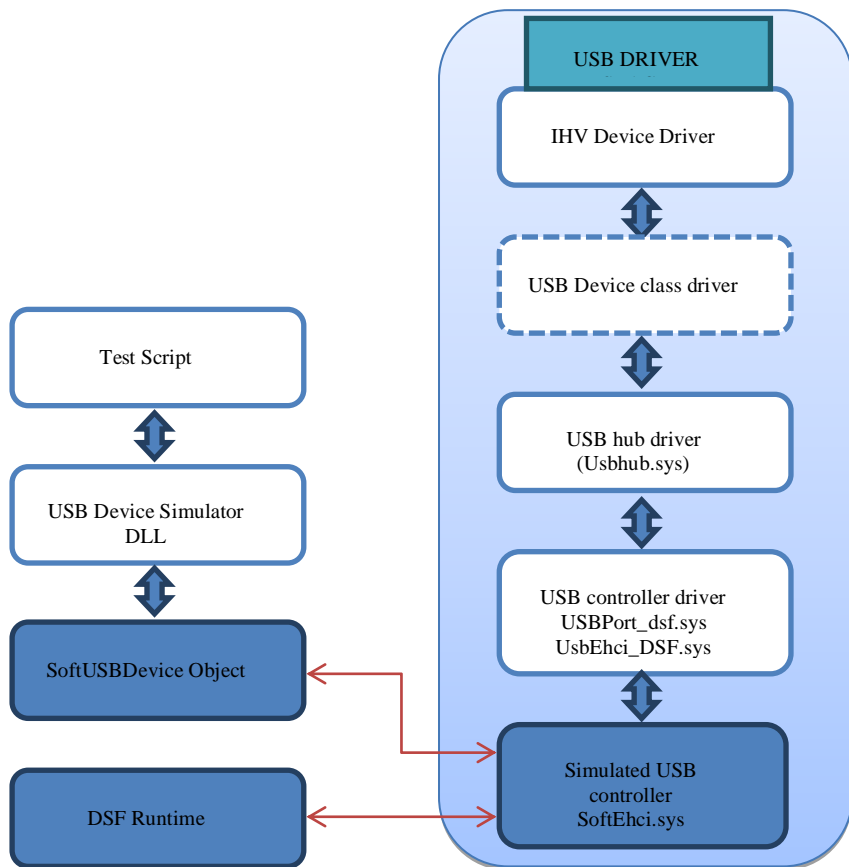 USB DRIVER
IHV Device Driver
USB Device class driver
Test Script
USB hub driver
(Usbhub.sys)
USB Device Simulator
DLL
USB controller driver
USBPort_dsf.sys
UsbEhci_DSF.sys
SoftUSBDevice Object
Simulated USB
controller
SoftEhci.sys
DSF Runtime